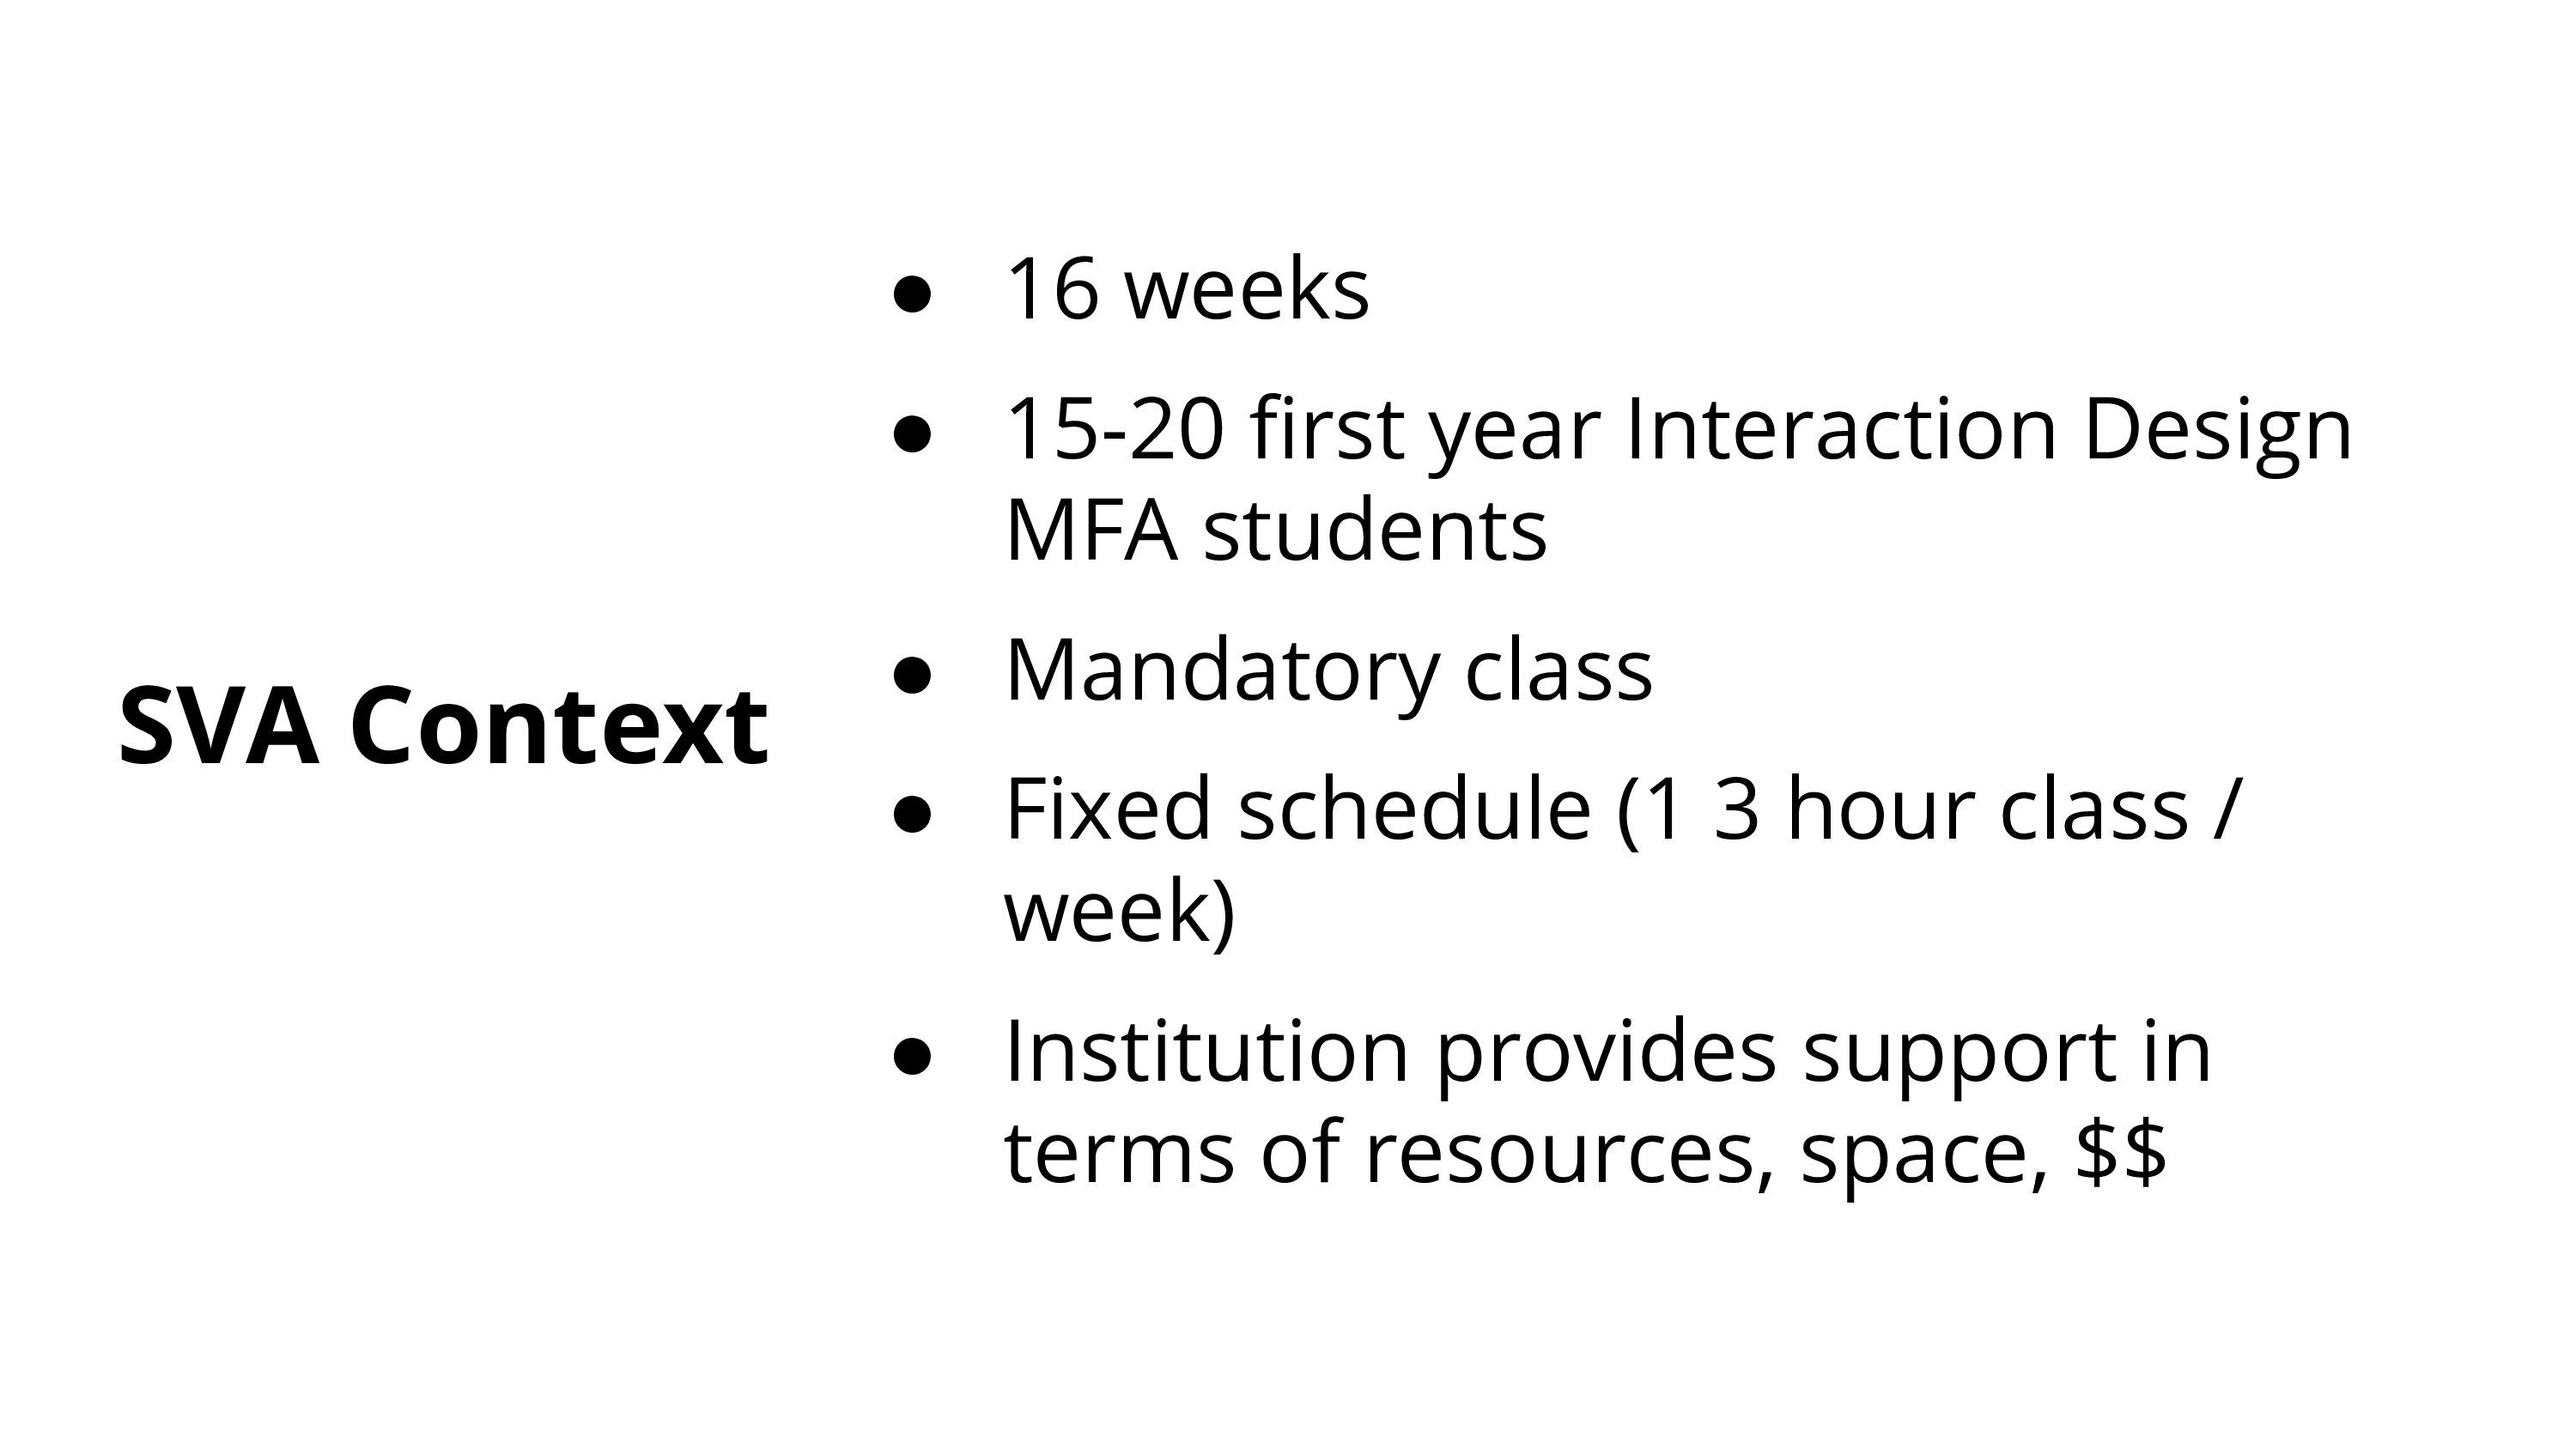 SVA Context
● 16 weeks
● 15-20 first year Interaction Design
MFA students
● Mandatory class
● Fixed schedule (1 3 hour class /
week)
● Institution provides support in
terms of resources, space, $$